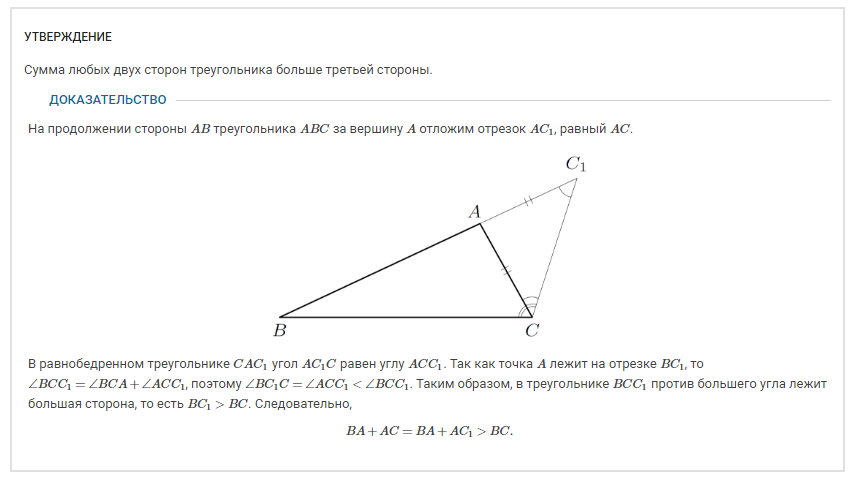 УТВЕРЖДЕНИЕ
Сумма любых двух сторон треугольника больше третьей стороны.
ДОКАЗАТЕЛЬСТВО
На продолжении стороны AB треугольника ABC за вершину A отложим отрезок AC₁, равный AC.
C₁
A
B
C
В равнобедренном треугольнике CAC₁ угол AC₁C равен углу ACC₁. Так как точка A лежит на отрезке BC₁, то
∠BCC₁ = ∠BCA + ∠ACC₁, поэтому ∠BC₁C = ∠ACC₁ < ∠BCC₁. Таким образом, в треугольнике BCC₁ против большего угла лежит
большая сторона, то есть BC₁ > BC. Следовательно,
BA + AC = BA + AC₁ > BC.